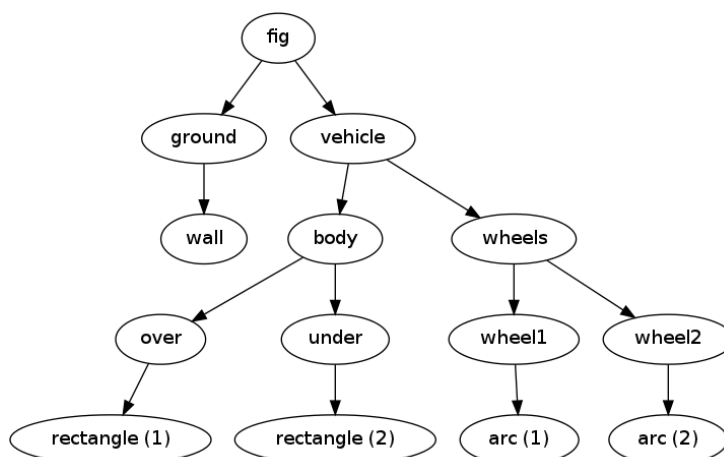 fig
ground
vehicle
wall
body
wheels
over
under
wheel1
wheel2
rectangle (1)
rectangle (2)
arc (1)
arc (2)